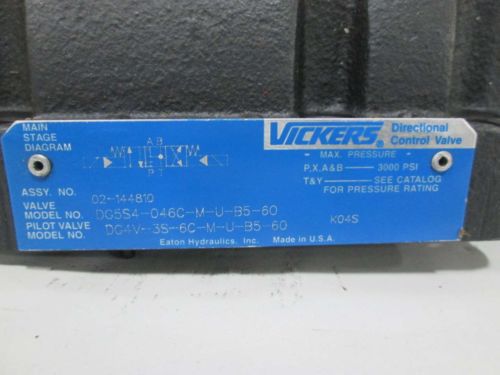 MAIN
STAGE
DIAGRAM
A B
P T
VICKERS® Directional
Control Valve
- MAX. PRESSURE -
P,X,A&B — 3000 PSI
T&Y — SEE CATALOG
FOR PRESSURE RATING
ASSY. NO. 02-144810
VALVE
MODEL NO. DG5S4-046C-M-U-B5-60
PILOT VALVE
MODEL NO. DG4V-3S-6C-M-U-B5-60
K04S
Eaton Hydraulics, Inc. Made in U.S.A.